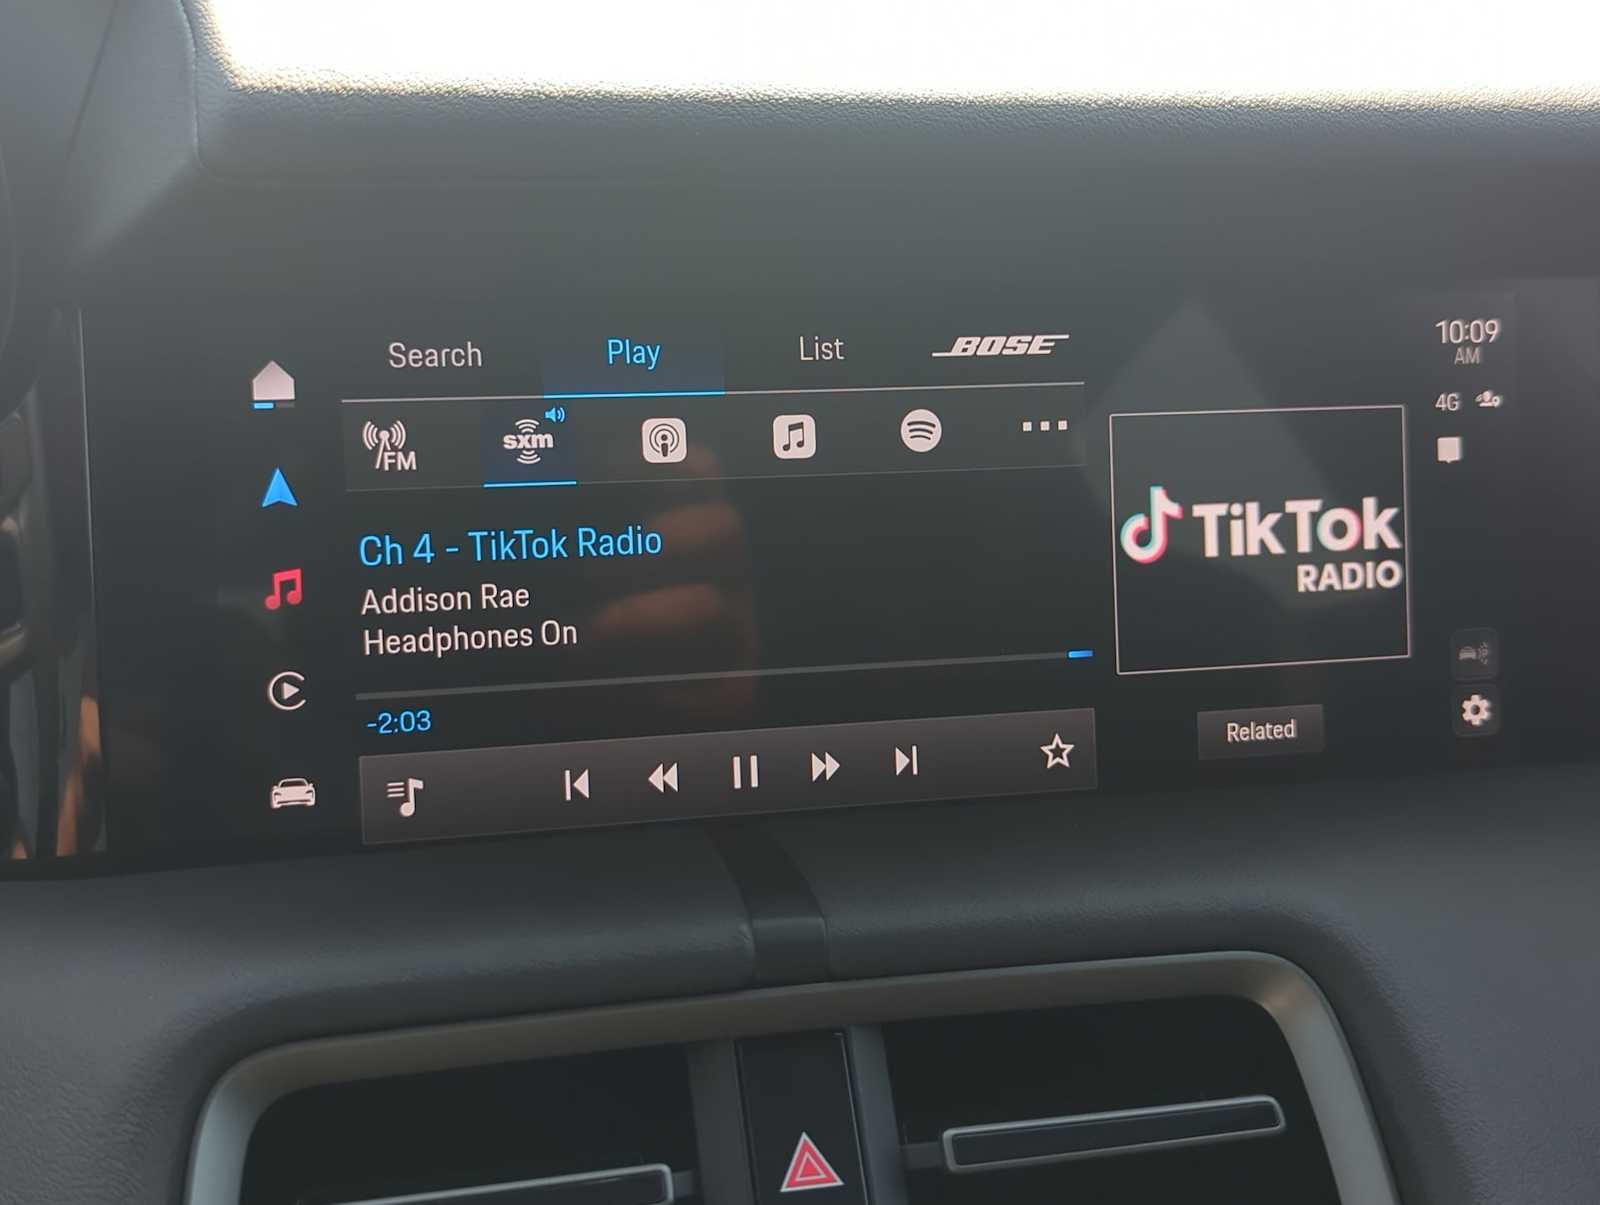 Search Play List BOSE
10:09
AM
4G
FM
sxm
Ch 4 - TikTok Radio
Addison Rae
Headphones On
-2:03
TikTok
RADIO
Related